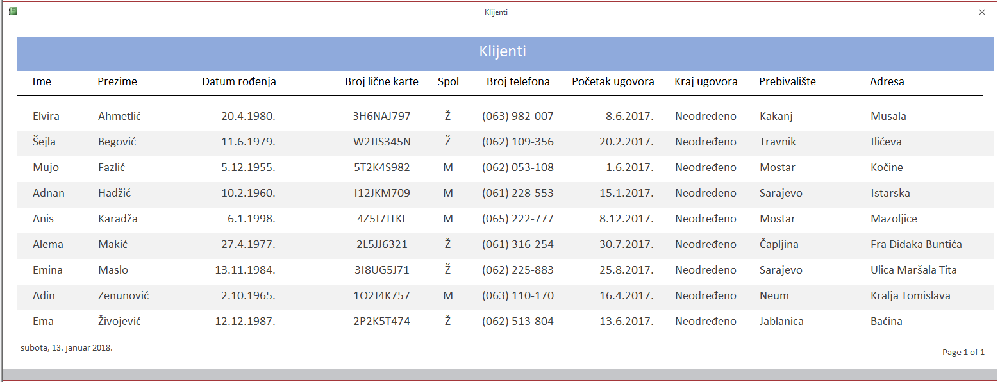 Klijenti
Klijenti
Ime Prezime Datum rođenja Broj lične karte Spol Broj telefona Početak ugovora Kraj ugovora Prebivalište Adresa
Elvira Ahmetlić 20.4.1980. 3H6NAJ797 Ž (063) 982-007 8.6.2017. Neodređeno Kakanj Musala
Šejla Begović 11.6.1979. W2JIS345N Ž (062) 109-356 20.2.2017. Neodređeno Travnik Ilićeva
Mujo Fazlić 5.12.1955. 5T2K4S982 M (062) 053-108 1.6.2017. Neodređeno Mostar Kočine
Adnan Hadžić 10.2.1960. I12JKM709 M (061) 228-553 15.1.2017. Neodređeno Sarajevo Istarska
Anis Karadža 6.1.1998. 4Z5I7JTKL M (065) 222-777 8.12.2017. Neodređeno Mostar Mazoljice
Alema Makić 27.4.1977. 2L5JJ6321 Ž (061) 316-254 30.7.2017. Neodređeno Čapljina Fra Didaka Buntića
Emina Maslo 13.11.1984. 3I8UG5J71 Ž (062) 225-883 25.8.2017. Neodređeno Sarajevo Ulica Maršala Tita
Adin Zenunović 2.10.1965. 1O2J4K757 M (063) 110-170 16.4.2017. Neodređeno Neum Kralja Tomislava
Ema Živojević 12.12.1987. 2P2K5T474 Ž (062) 513-804 13.6.2017. Neodređeno Jablanica Baćina
subota, 13. januar 2018.
Page 1 of 1